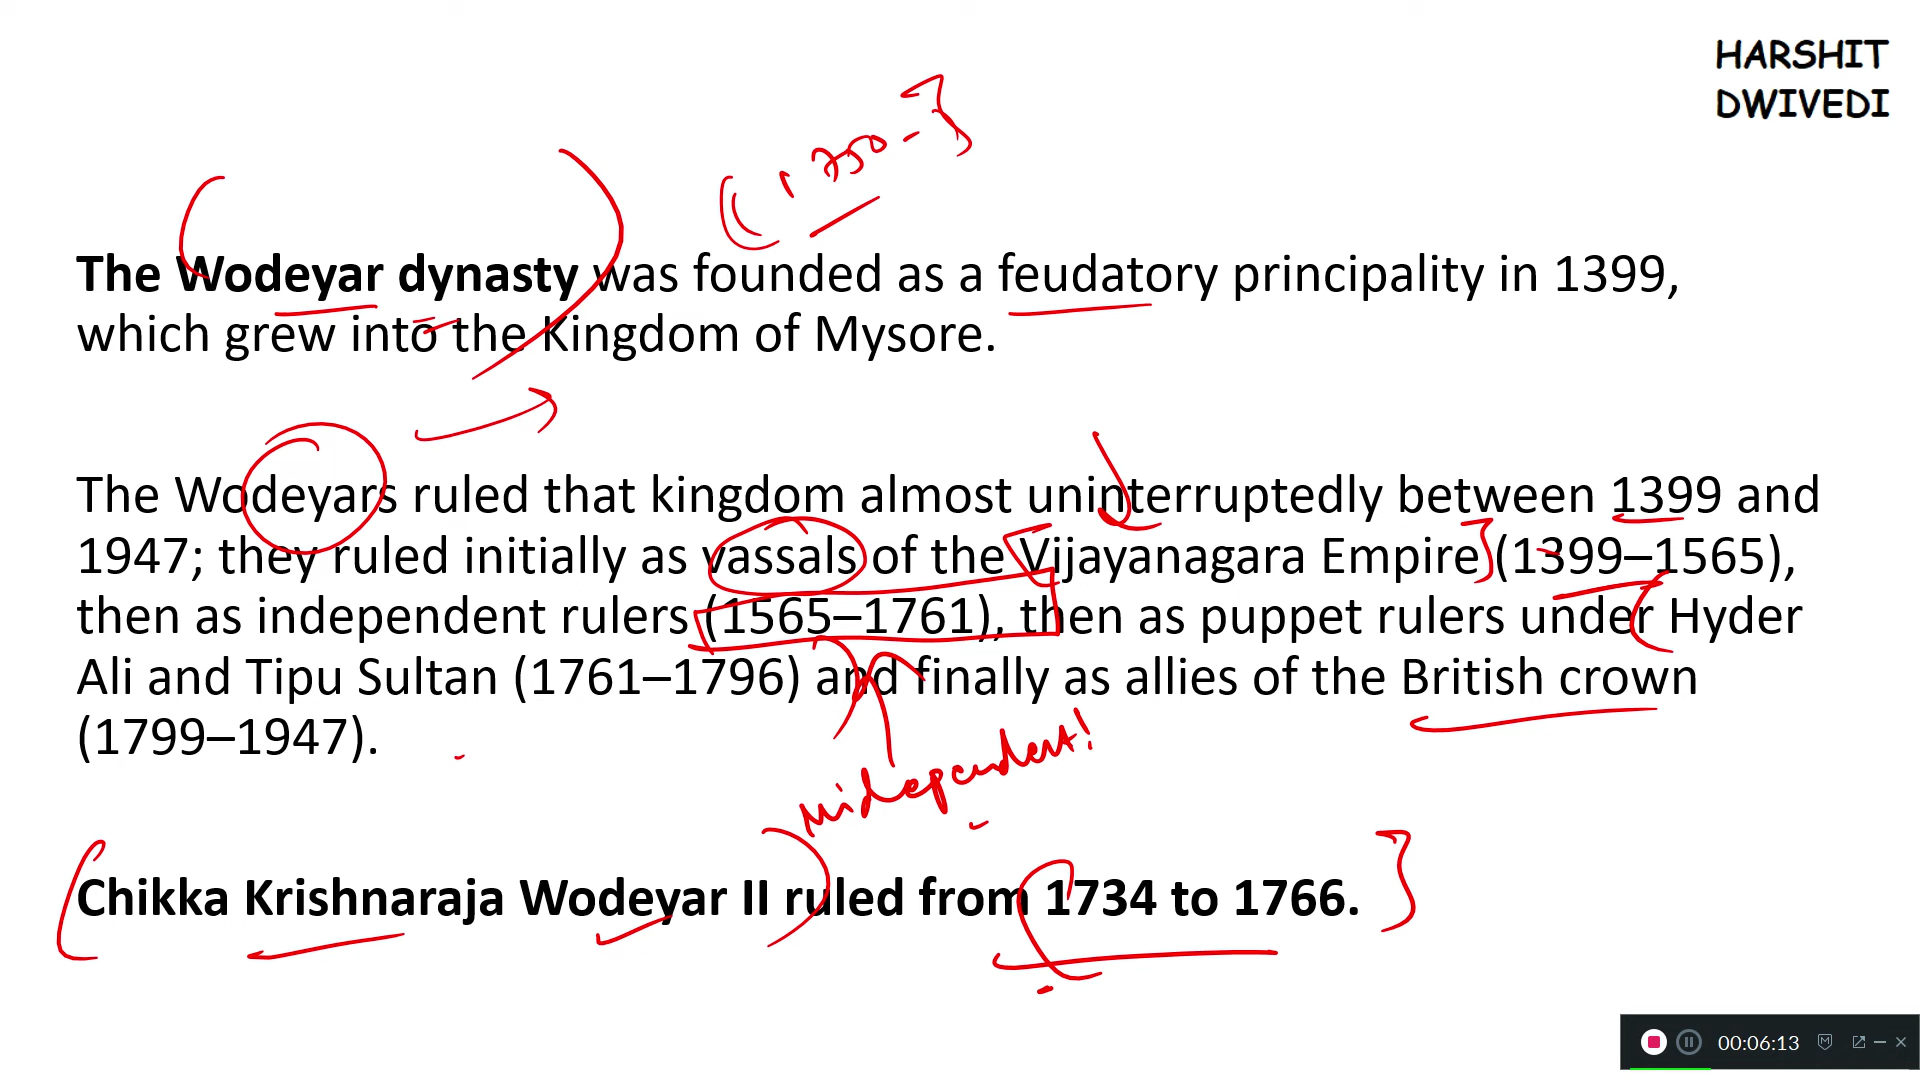 HARSHIT
DWIVEDI
(1750-]
The Wodeyar dynasty was founded as a feudatory principality in 1399,
which grew into the Kingdom of Mysore.
The Wodeyars ruled that kingdom almost uninterruptedly between 1399 and
1947; they ruled initially as vassals of the Vijayanagara Empire (1399–1565),
then as independent rulers (1565–1761), then as puppet rulers under Hyder
Ali and Tipu Sultan (1761–1796) and finally as allies of the British crown
(1799–1947).
independent!
Chikka Krishnaraja Wodeyar II ruled from 1734 to 1766.
00:06:13